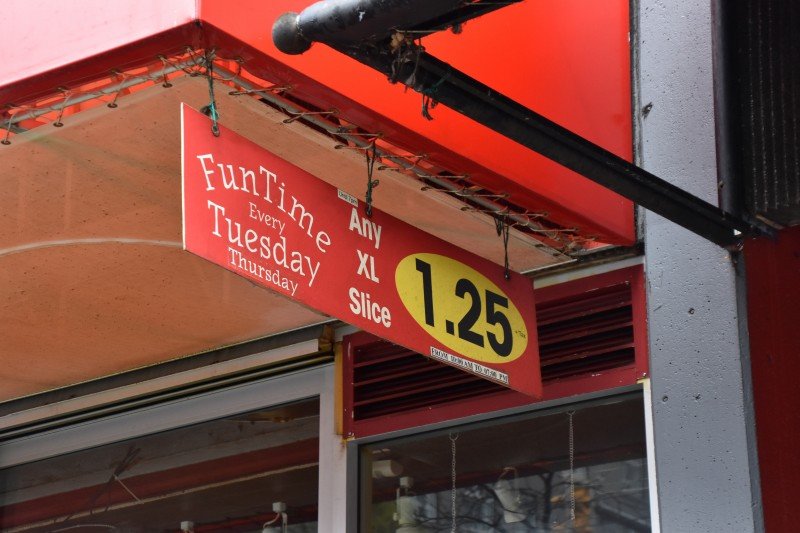 FunTime
Every
Tuesday
Thursday
Any
XL
Slice
1.25